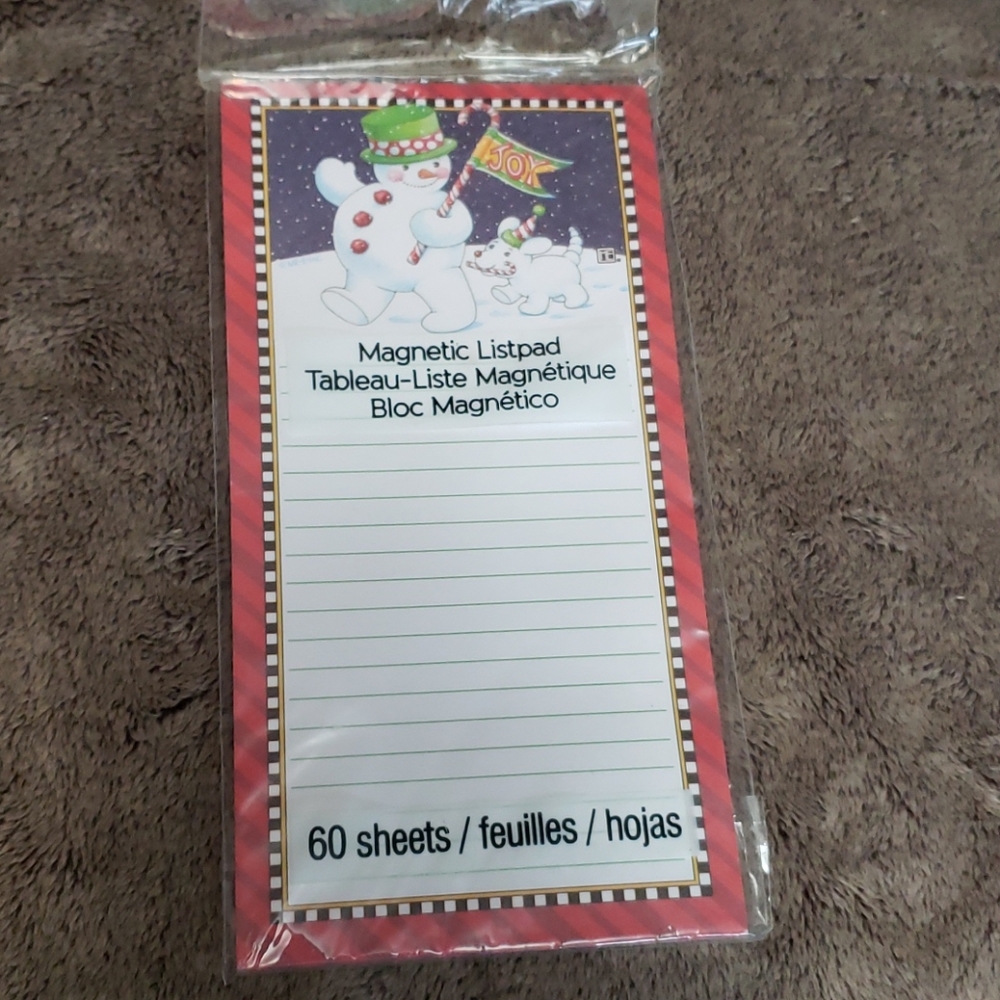 JOY
Magnetic Listpad
Tableau-Liste Magnétique
Bloc Magnético
60 sheets / feuilles / hojas